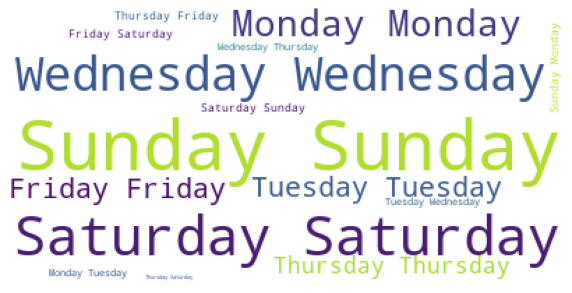 Thursday Friday
Monday Monday
Friday Saturday
Wednesday Thursday
Sunday Monday
Wednesday Wednesday
Saturday Sunday
Sunday Sunday
Friday Friday
Tuesday Tuesday
Tuesday Wednesday
Saturday Saturday
Thursday Thursday
Monday Tuesday
Thursday Saturday